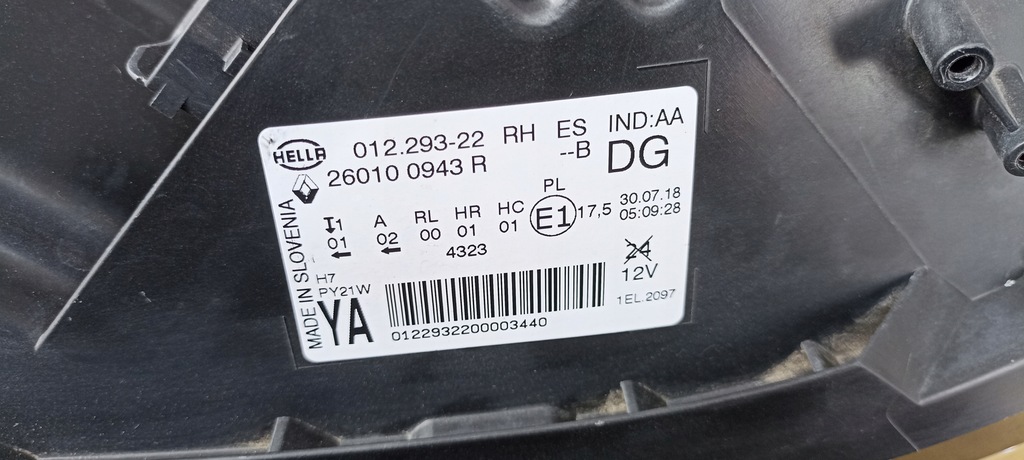 HELLA 012.293-22 RH ES IND:AA
26010 0943 R --B DG
MADE IN SLOVENIA
PL
1 A RL HR HC E1 17,5 30.07.18
01 02 00 01 01 05:09:28
4323
24
12V
H7
PY21W
YA
0122932200003440
1EL.2097